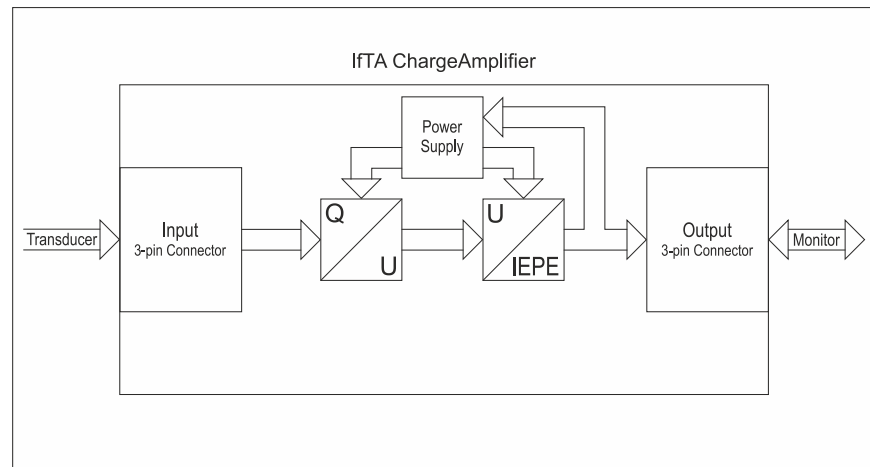 IfTA ChargeAmplifier
Power
Supply
Transducer
Input
3-pin Connector
Q
U
U
IEPE
Output
3-pin Connector
Monitor